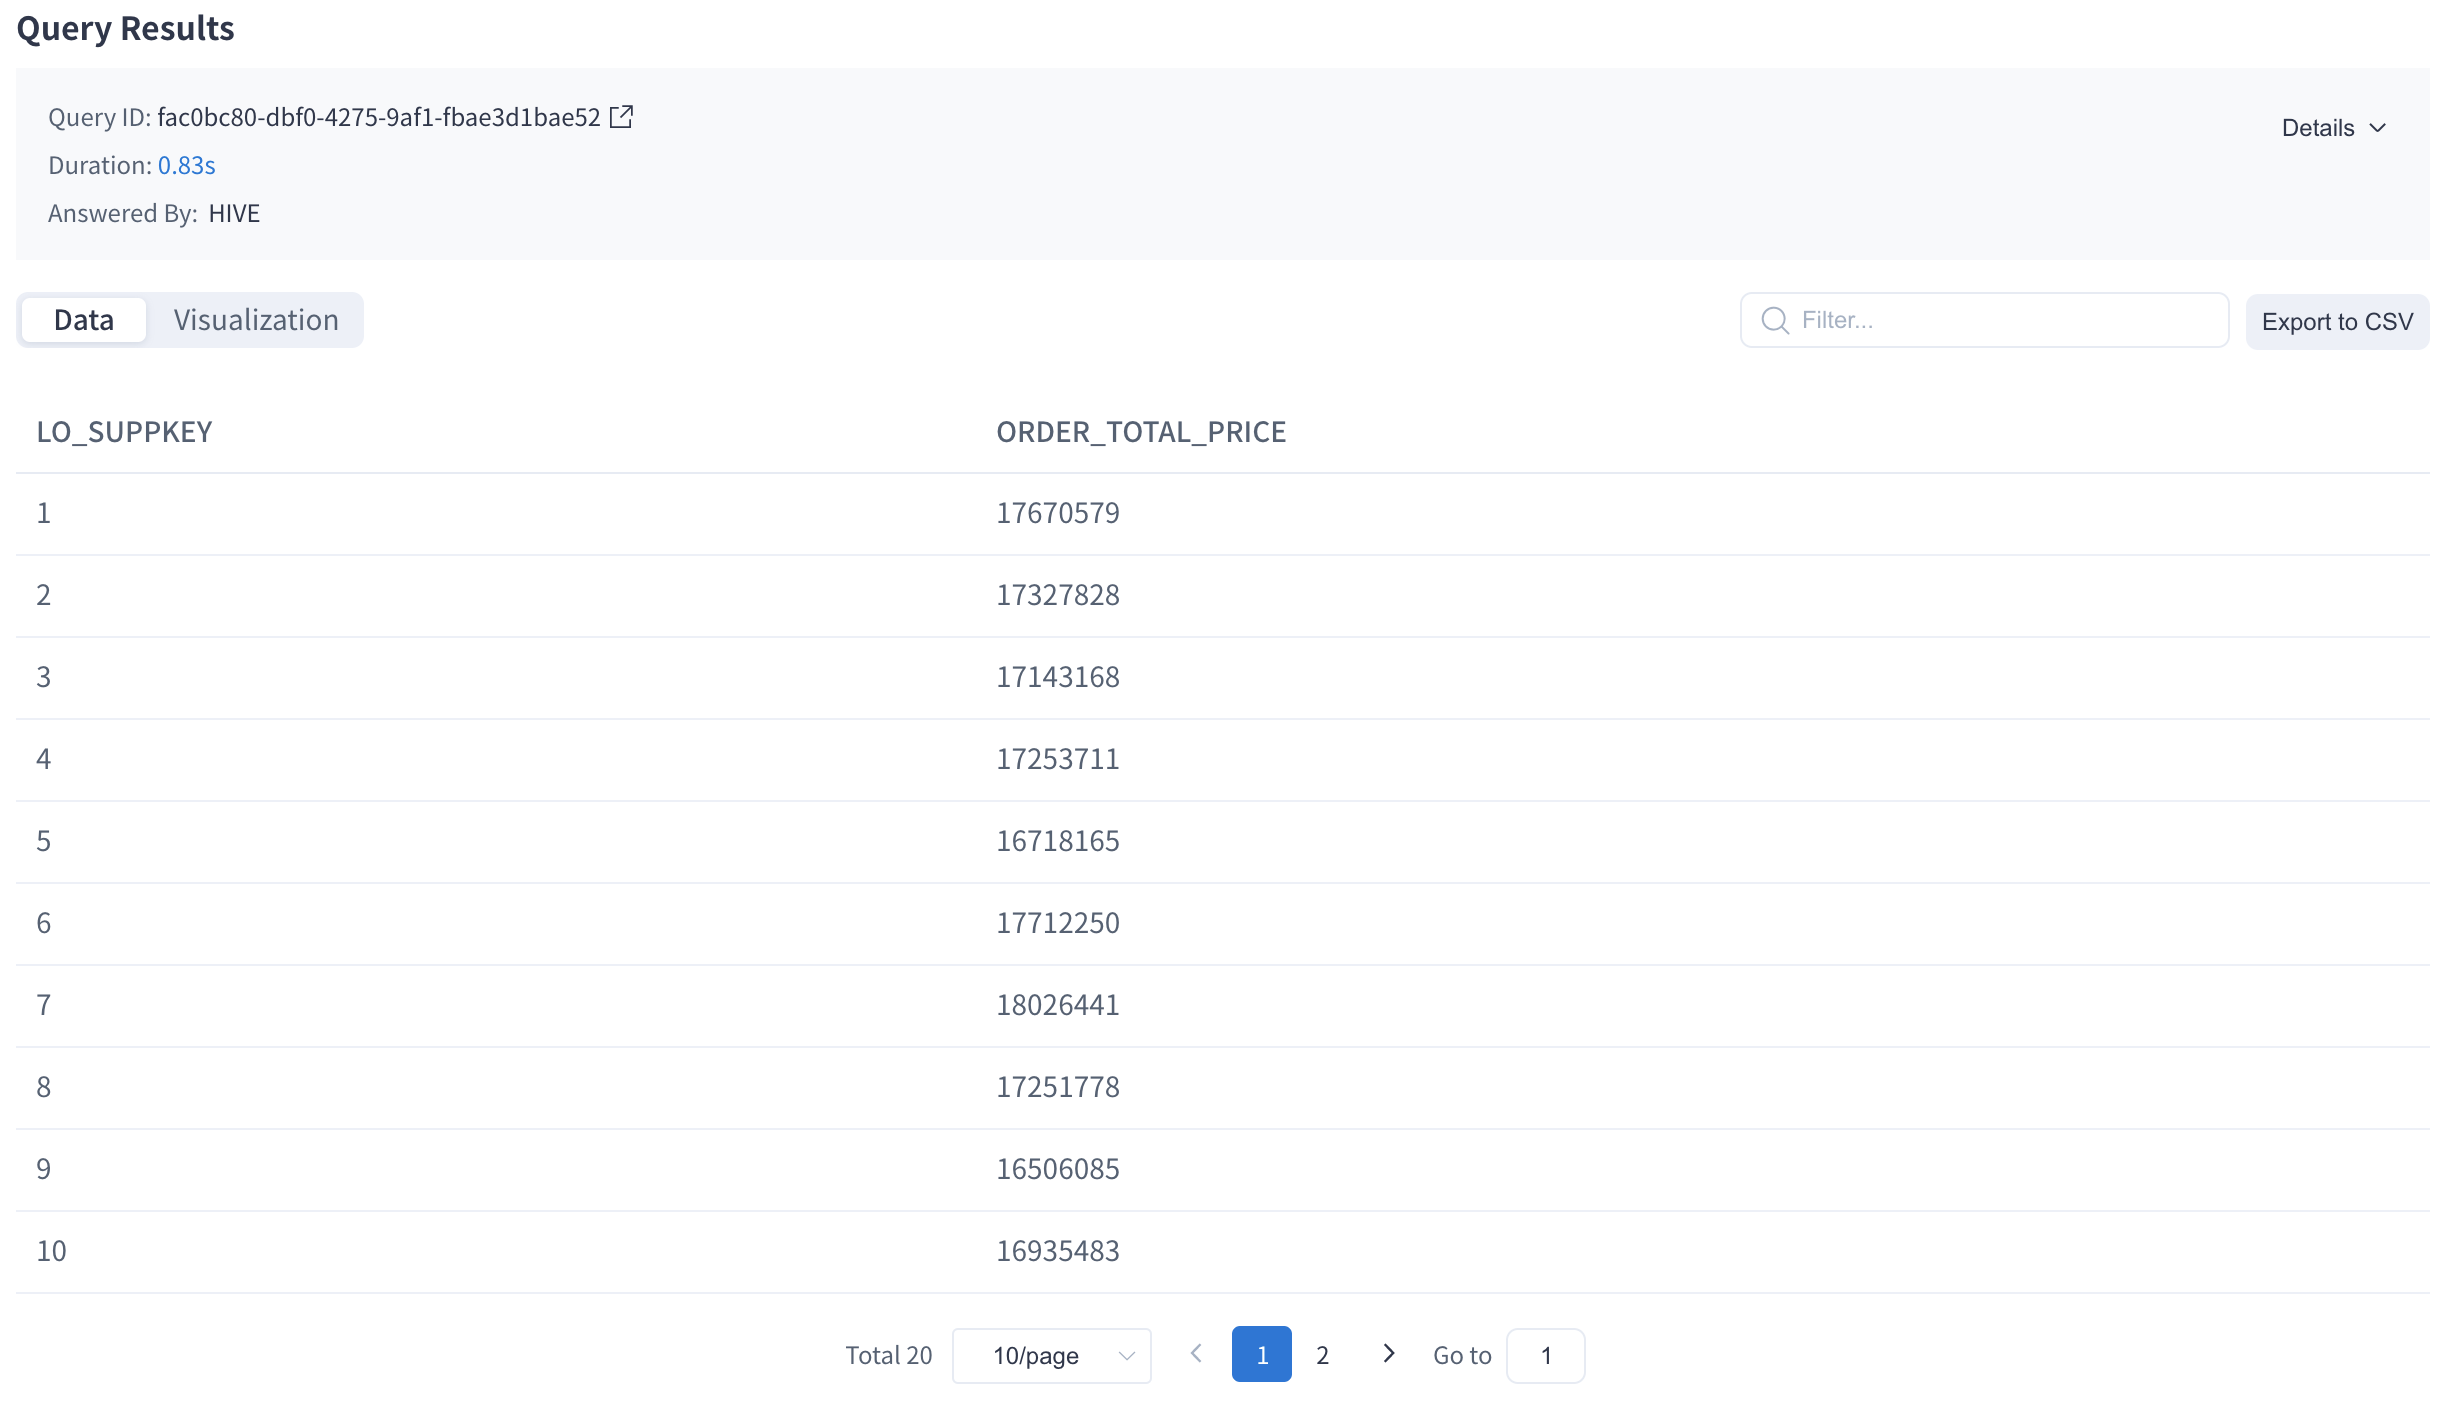 Query Results
Query ID: fac0bc80-dbf0-4275-9af1-fbae3d1bae52
Details
Duration: 0.83s
Answered By: HIVE
Data Visualization Filter... Export to CSV
LO_SUPPKEY ORDER_TOTAL_PRICE
1 17670579
2 17327828
3 17143168
4 17253711
5 16718165
6 17712250
7 18026441
8 17251778
9 16506085
10 16935483
Total 20 10/page 1 2 Go to 1